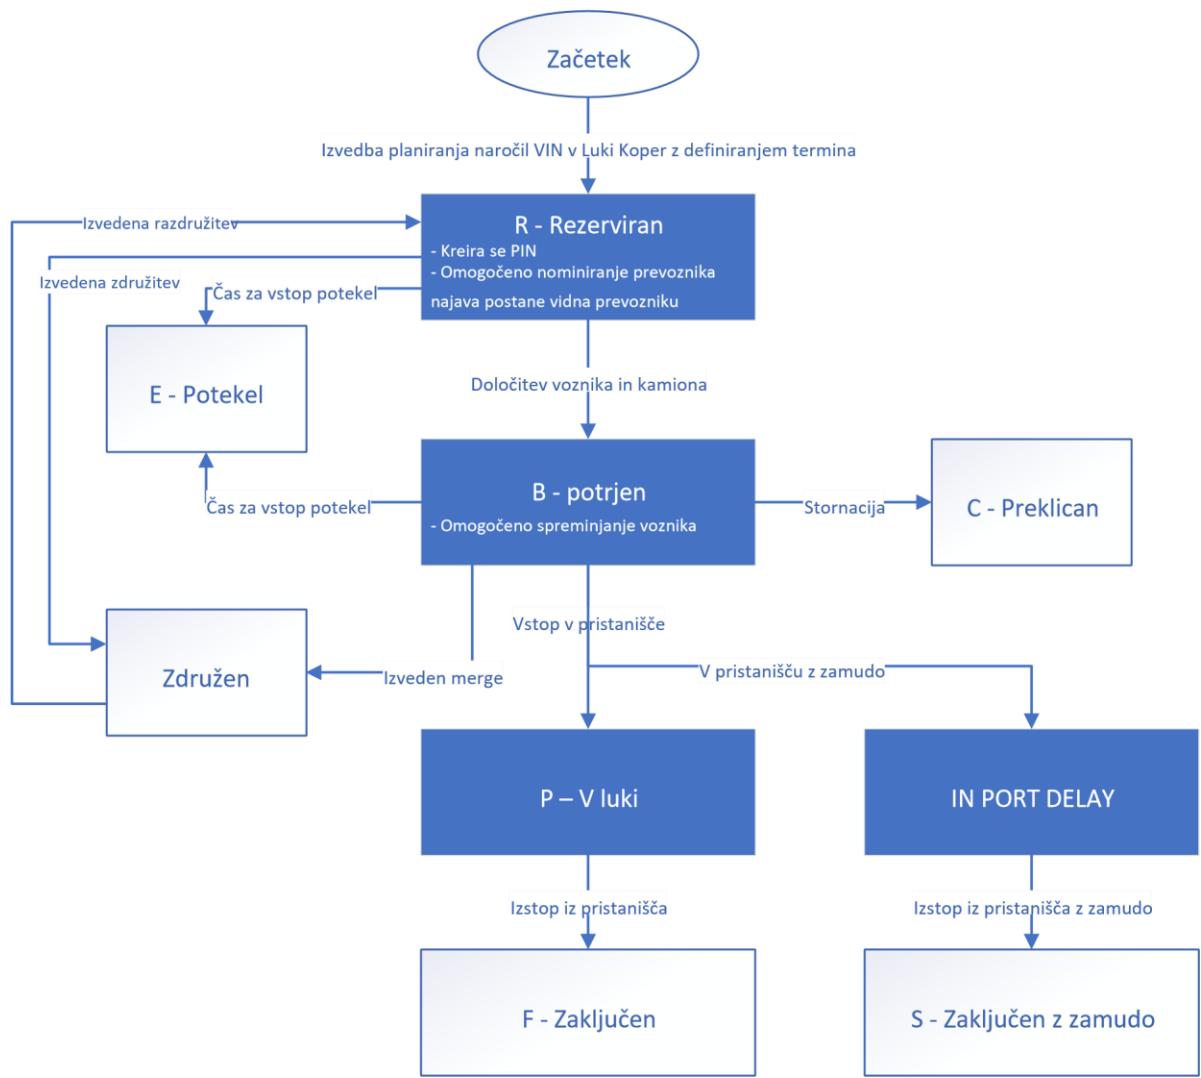 Začetek
Izvedba planiranja naročil VIN v Luki Koper z definiranjem termina
R - Rezerviran
- Kreira se PIN
- Omogočeno nominiranje prevoznika
najava postane vidna prevozniku
Izvedena razdružitev
Izvedena združitev
Čas za vstop potekel
E - Potekel
Določitev voznika in kamiona
B - potrjen
- Omogočeno spreminjanje voznika
Čas za vstop potekel
Stornacija
C - Preklican
Vstop v pristanišče
Združen
Izveden merge
V pristanišču z zamudo
P – V luki
IN PORT DELAY
Izstop iz pristanišča
Izstop iz pristanišča z zamudo
F - Zaključen
S - Zaključen z zamudo